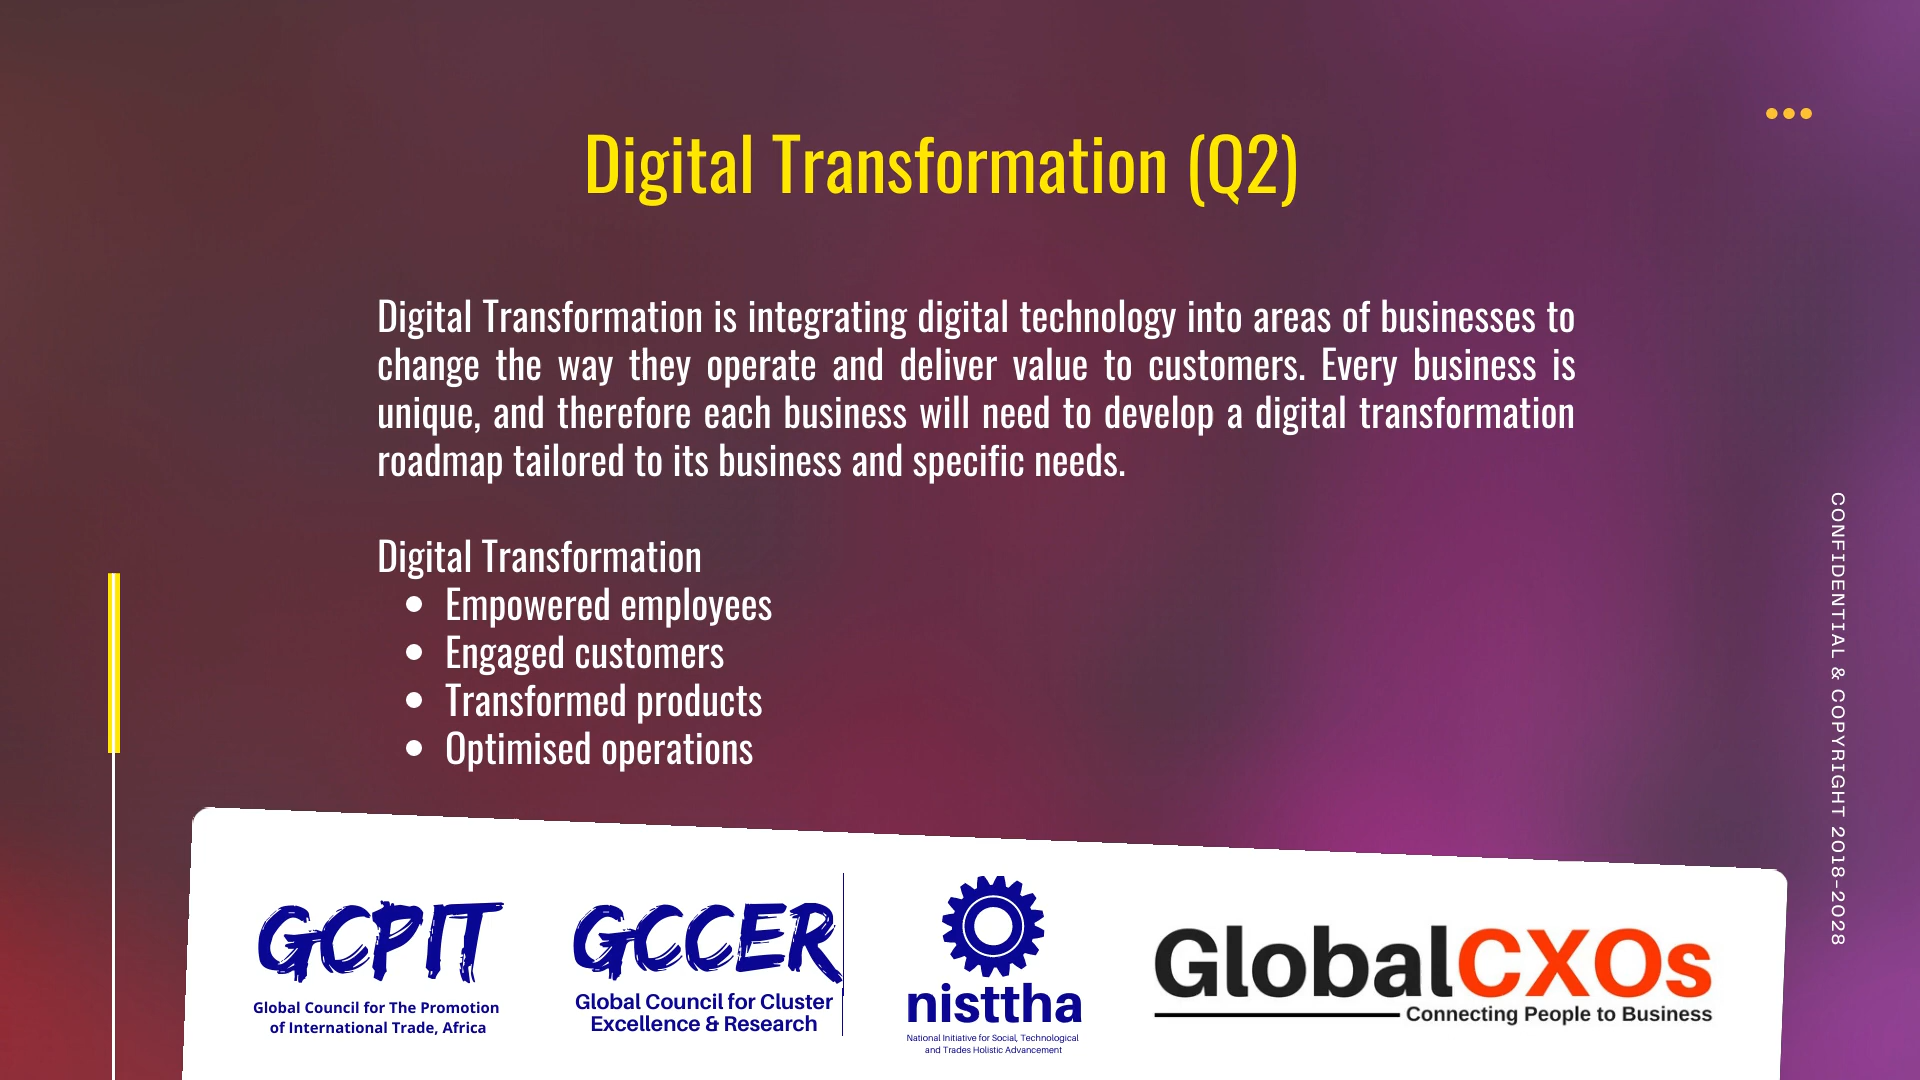 Digital Transformation (Q2)
Digital Transformation is integrating digital technology into areas of businesses to
change the way they operate and deliver value to customers. Every business is
unique, and therefore each business will need to develop a digital transformation
roadmap tailored to its business and specific needs.
Digital Transformation
• Empowered employees
• Engaged customers
• Transformed products
• Optimised operations
CONFIDENTIAL & COPYRIGHT 2018-2028
GCPIT
Global Council for The Promotion
of International Trade, Africa
GCCER
Global Council for Cluster
Excellence & Research
nisttha
National Initiative for Social, Technological
and Trades Holistic Advancement
GlobalCXOs
Connecting People to Business